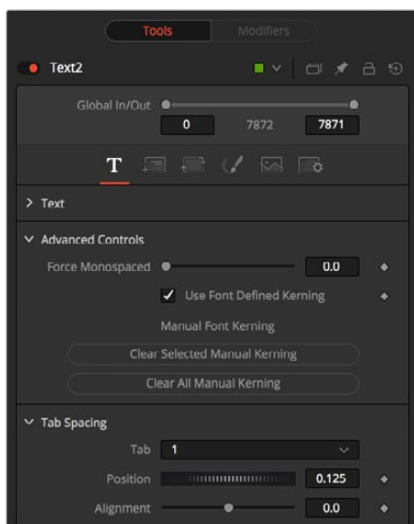 Tools Modifiers
Text2
Global In/Out
0 7872 7871
T
Text
Advanced Controls
Force Monospaced 0.0
Use Font Defined Kerning
Manual Font Kerning
Clear Selected Manual Kerning
Clear All Manual Kerning
Tab Spacing
Tab 1
Position 0.125
Alignment 0.0